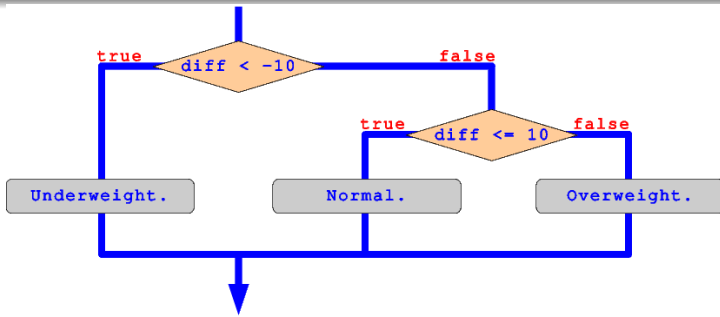 true
false
diff < -10
true
false
diff <= 10
Underweight.
Normal.
Overweight.